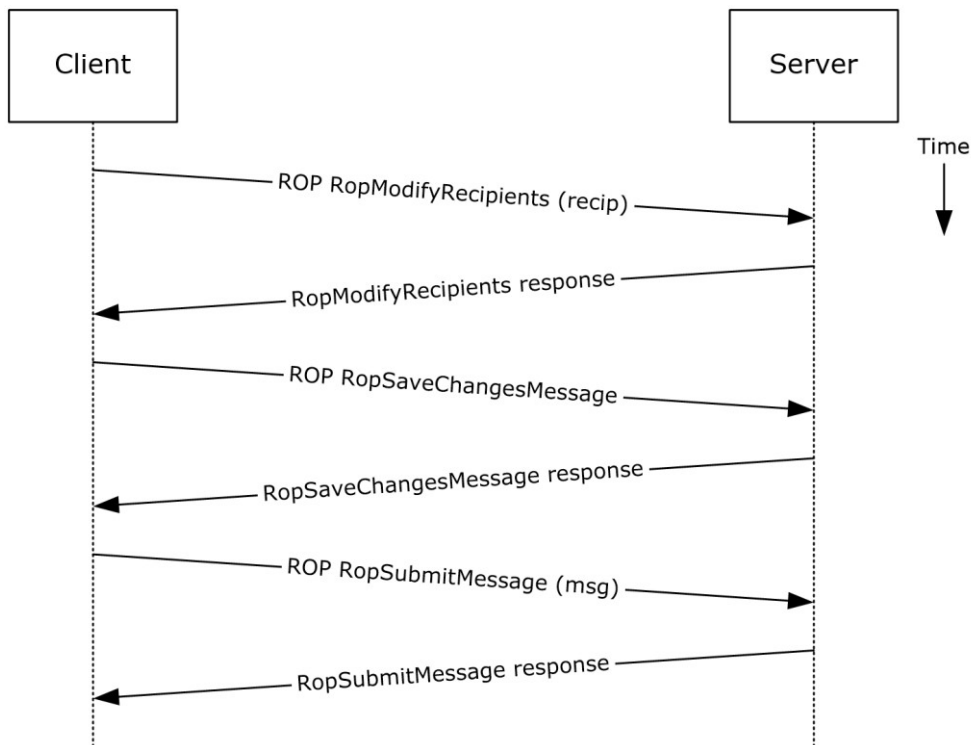 Client
Server
Time
ROP RopModifyRecipients (recip)
RopModifyRecipients response
ROP RopSaveChangesMessage
RopSaveChangesMessage response
ROP RopSubmitMessage (msg)
RopSubmitMessage response